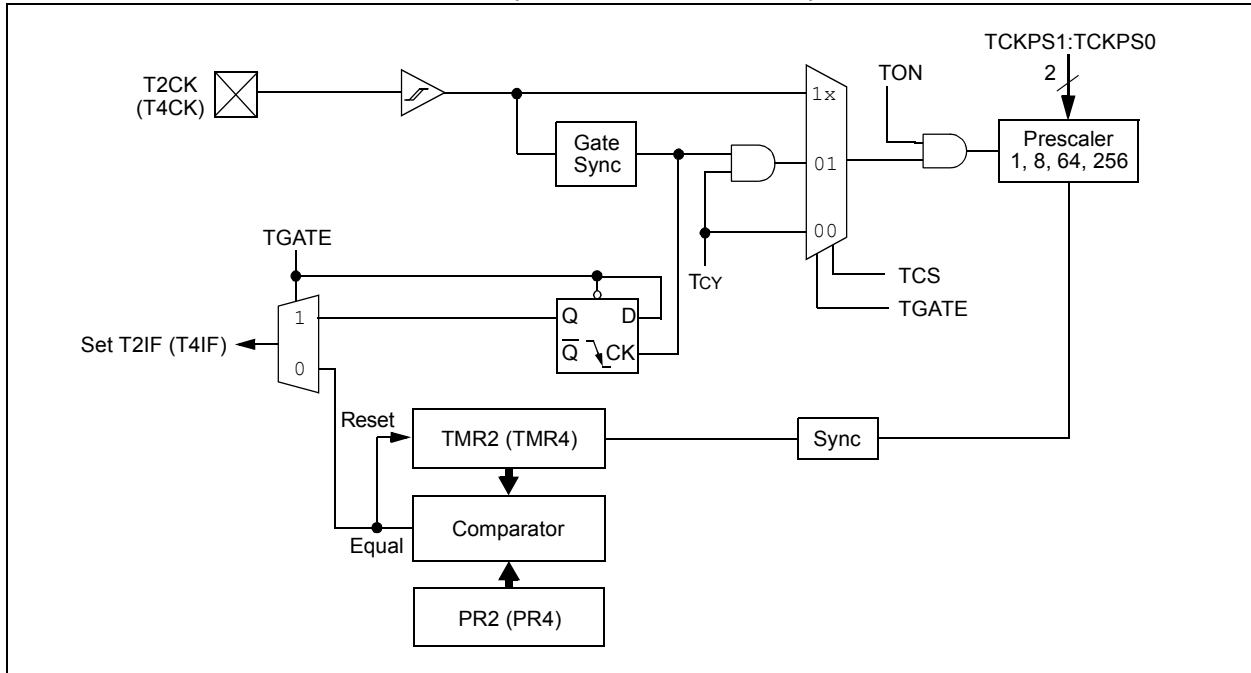 TCKPS1:TCKPS0
2
TON
T2CK
(T4CK)
1x
Prescaler
1, 8, 64, 256
Gate
Sync
01
00
TGATE
TCY
TCS
TGATE
1
Q
D
Set T2IF (T4IF)
Q
CK
0
Reset
TMR2 (TMR4)
Sync
Comparator
Equal
PR2 (PR4)